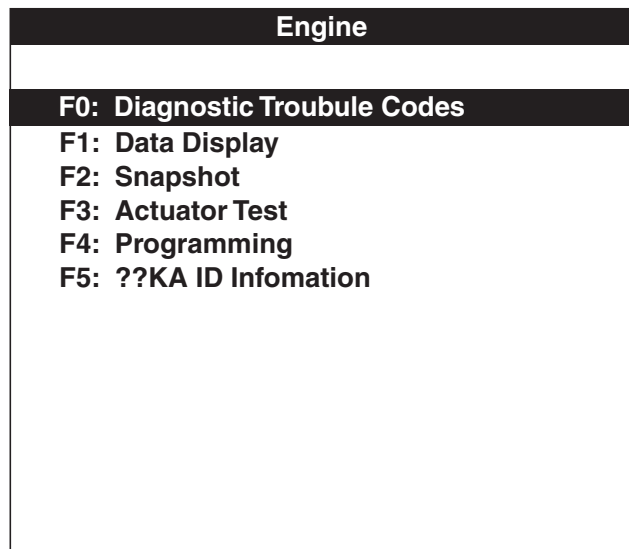 Engine
F0: Diagnostic Troubule Codes
F1: Data Display
F2: Snapshot
F3: Actuator Test
F4: Programming
F5: ??KA ID Infomation